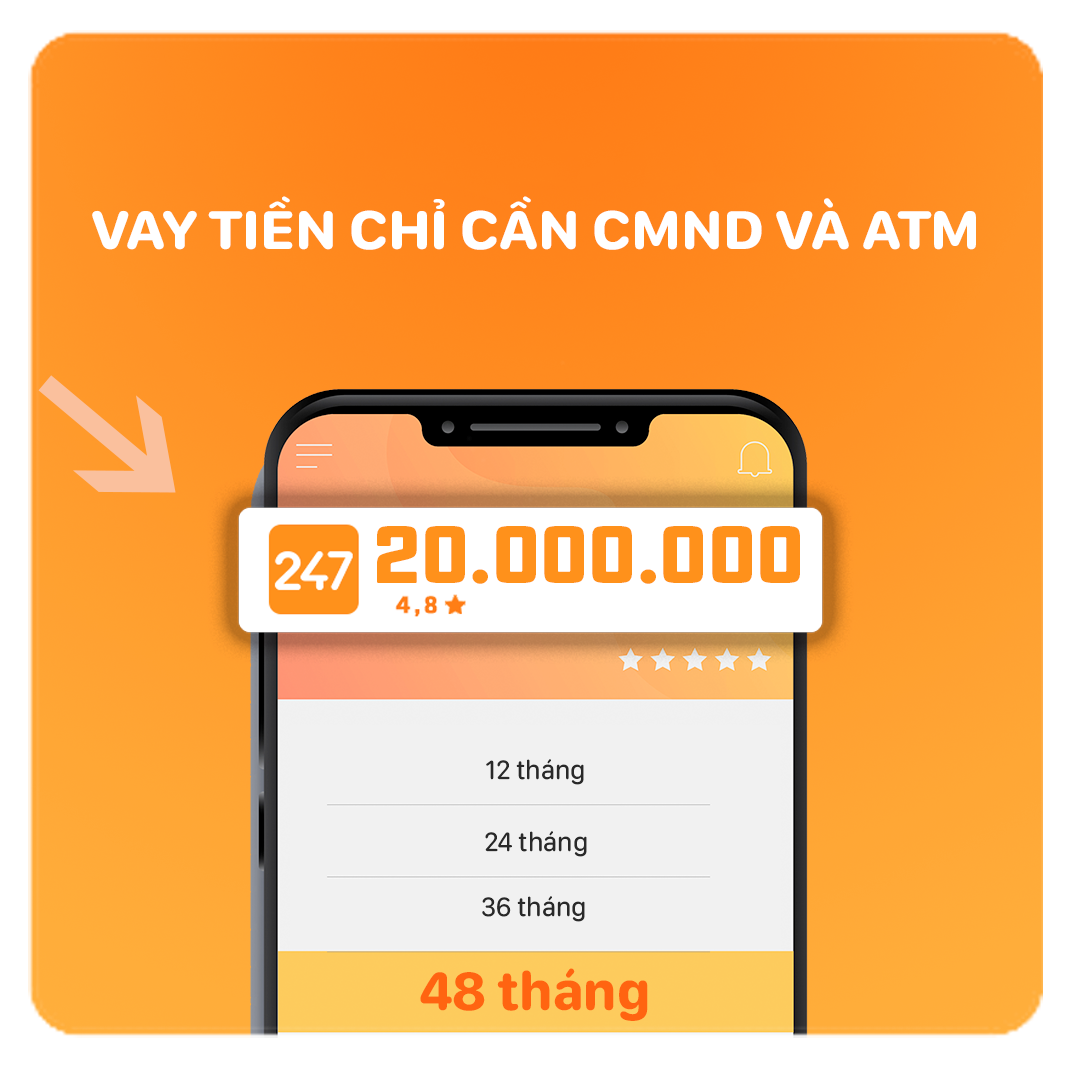 VAY TIỀN CHỈ CẦN CMND VÀ ATM
247 20.000.000
4,8
12 tháng
24 tháng
36 tháng
48 tháng